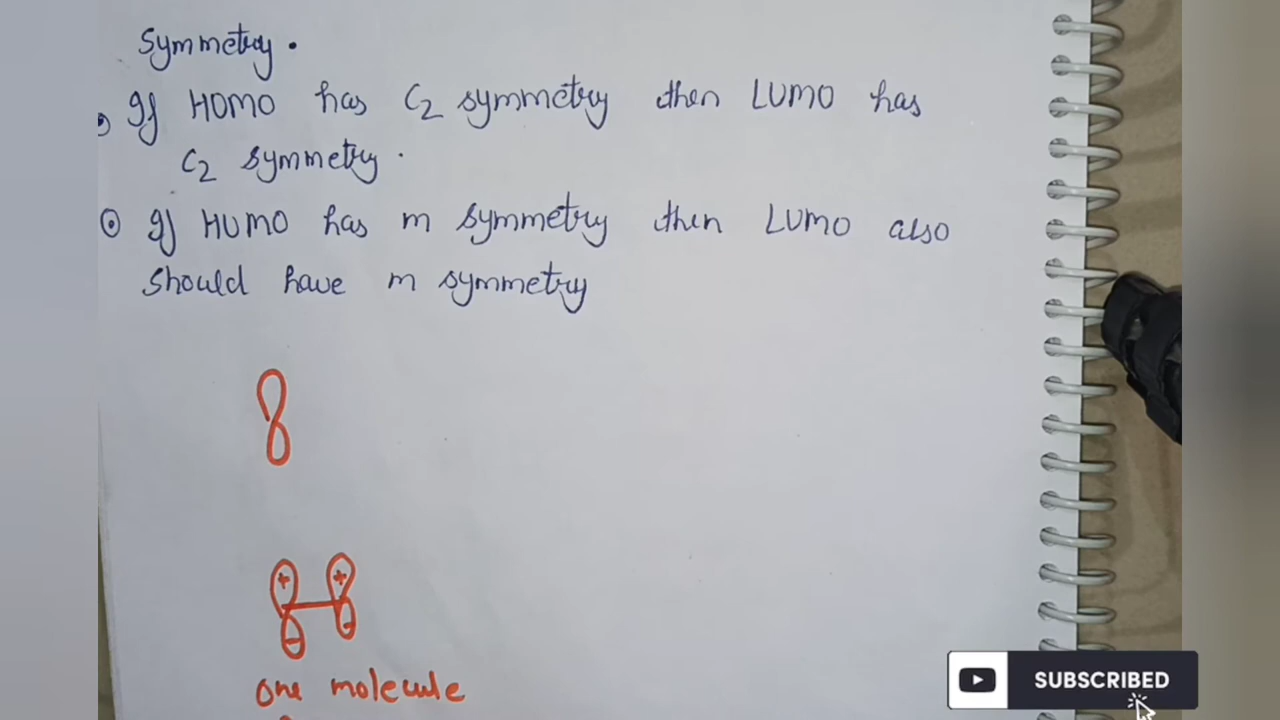 Symmetry.
If HOMO has C2 symmetry then LUMO has
C2 symmetry.
If HUMO has m symmetry then LUMO also
should have m symmetry
+ +
- -
one molecule
SUBSCRIBED